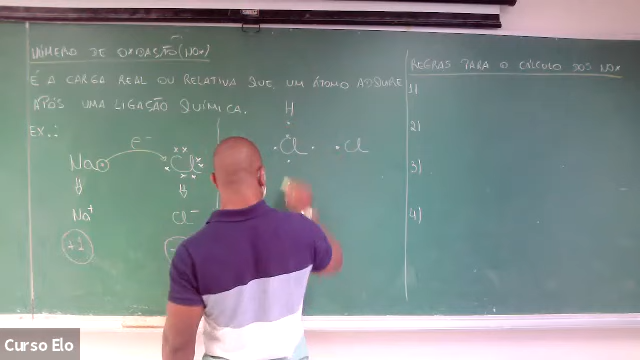 NÚMERO DE OXIDAÇÃO (NOX)
É A CARGA REAL OU RELATIVA QUE UM ÁTOMO ADQUIRE
APÓS UMA LIGAÇÃO QUÍMICA.
EX.:
e⁻
Na
Cl
Na⁺
Cl⁻
+1
H
Cl
Cl
REGRAS PARA O CÁLCULO DOS NOX
1)
2)
3)
4)
Curso Elo